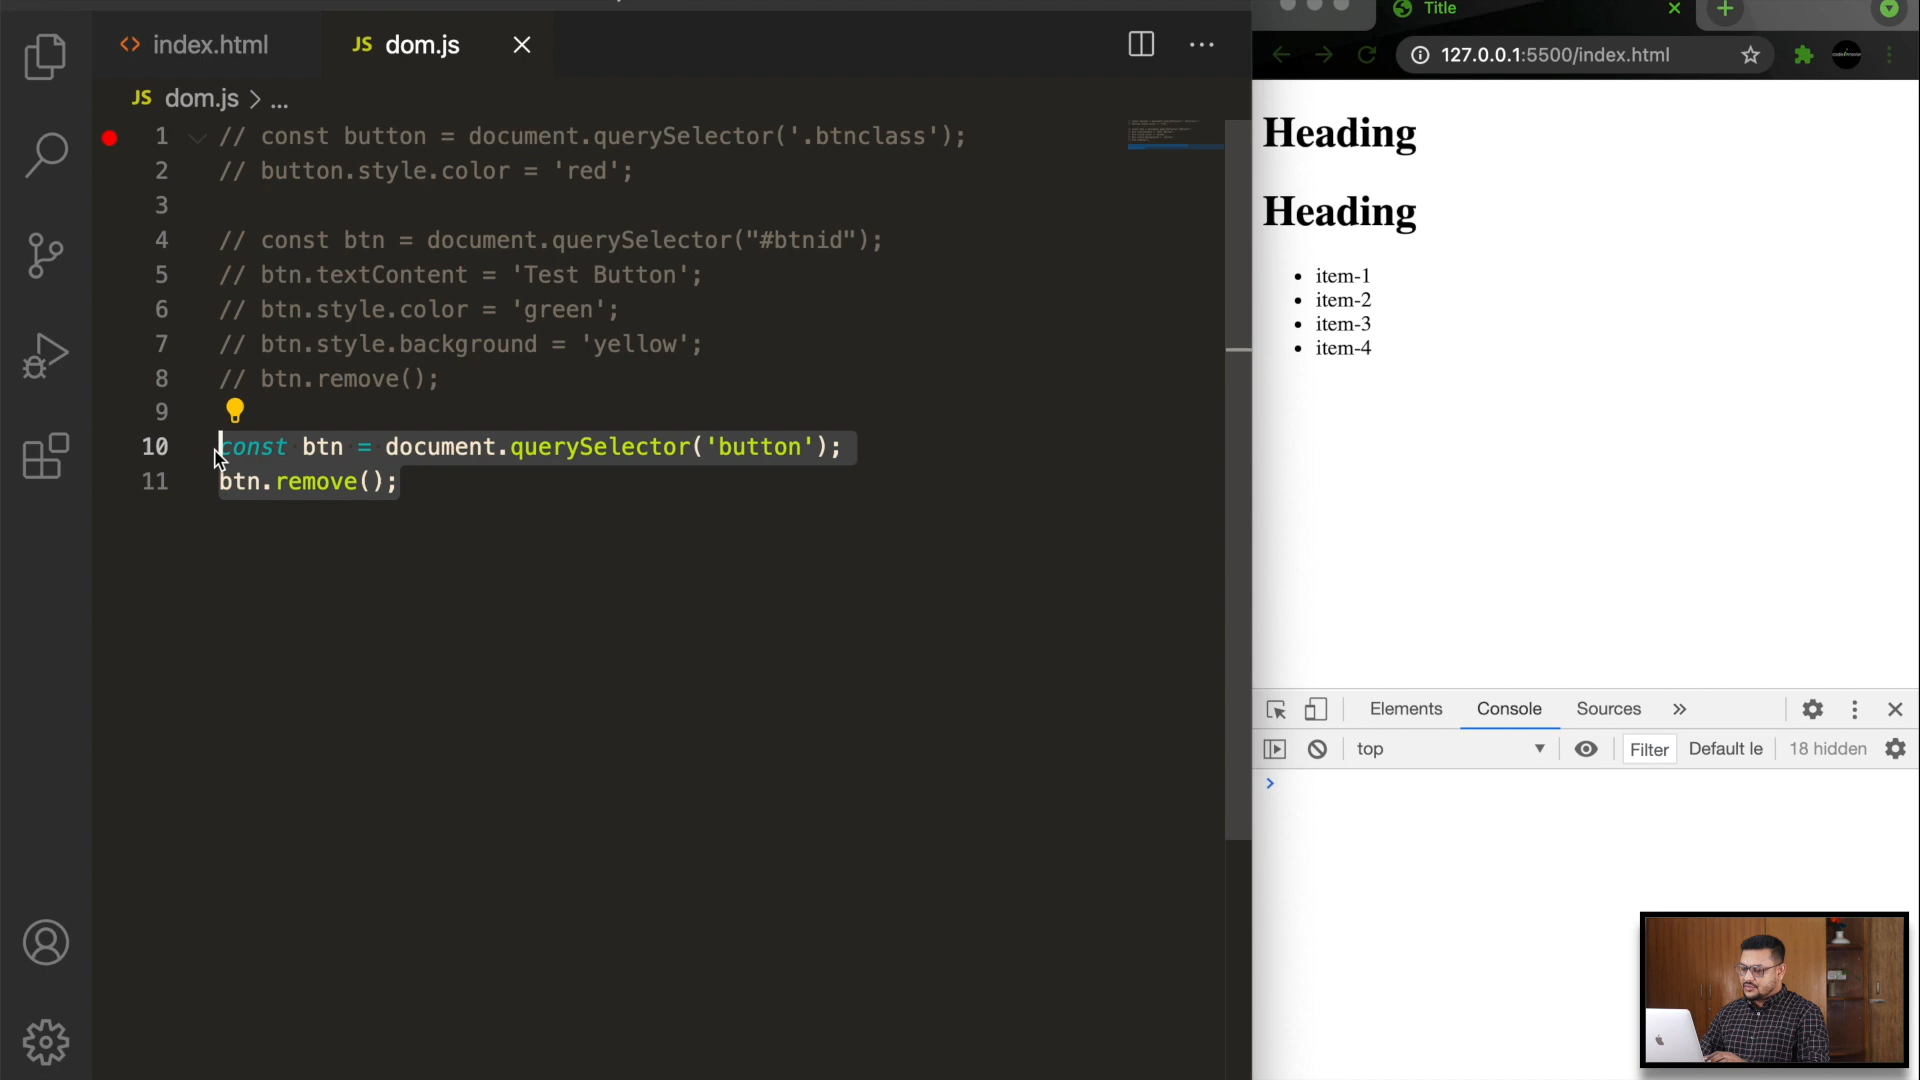 index.html
JS dom.js
JS dom.js > ...
1 // const button = document.querySelector('.btnclass');
2 // button.style.color = 'red';
3
4 // const btn = document.querySelector("#btnid");
5 // btn.textContent = 'Test Button';
6 // btn.style.color = 'green';
7 // btn.style.background = 'yellow';
8 // btn.remove();
9
10 const btn = document.querySelector('button');
11 btn.remove();
Title
127.0.0.1:5500/index.html
Heading
Heading
• item-1
• item-2
• item-3
• item-4
Elements Console Sources »
top Filter Default le 18 hidden